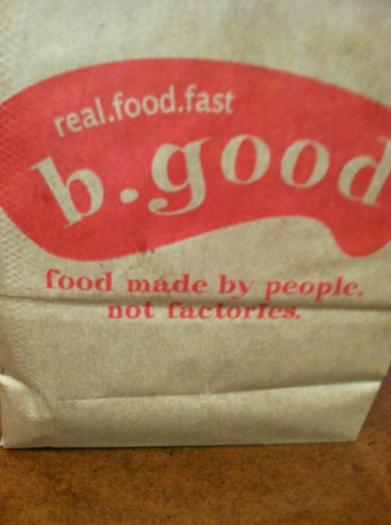 real.food.fast
b.good
food made by people,
not factories.